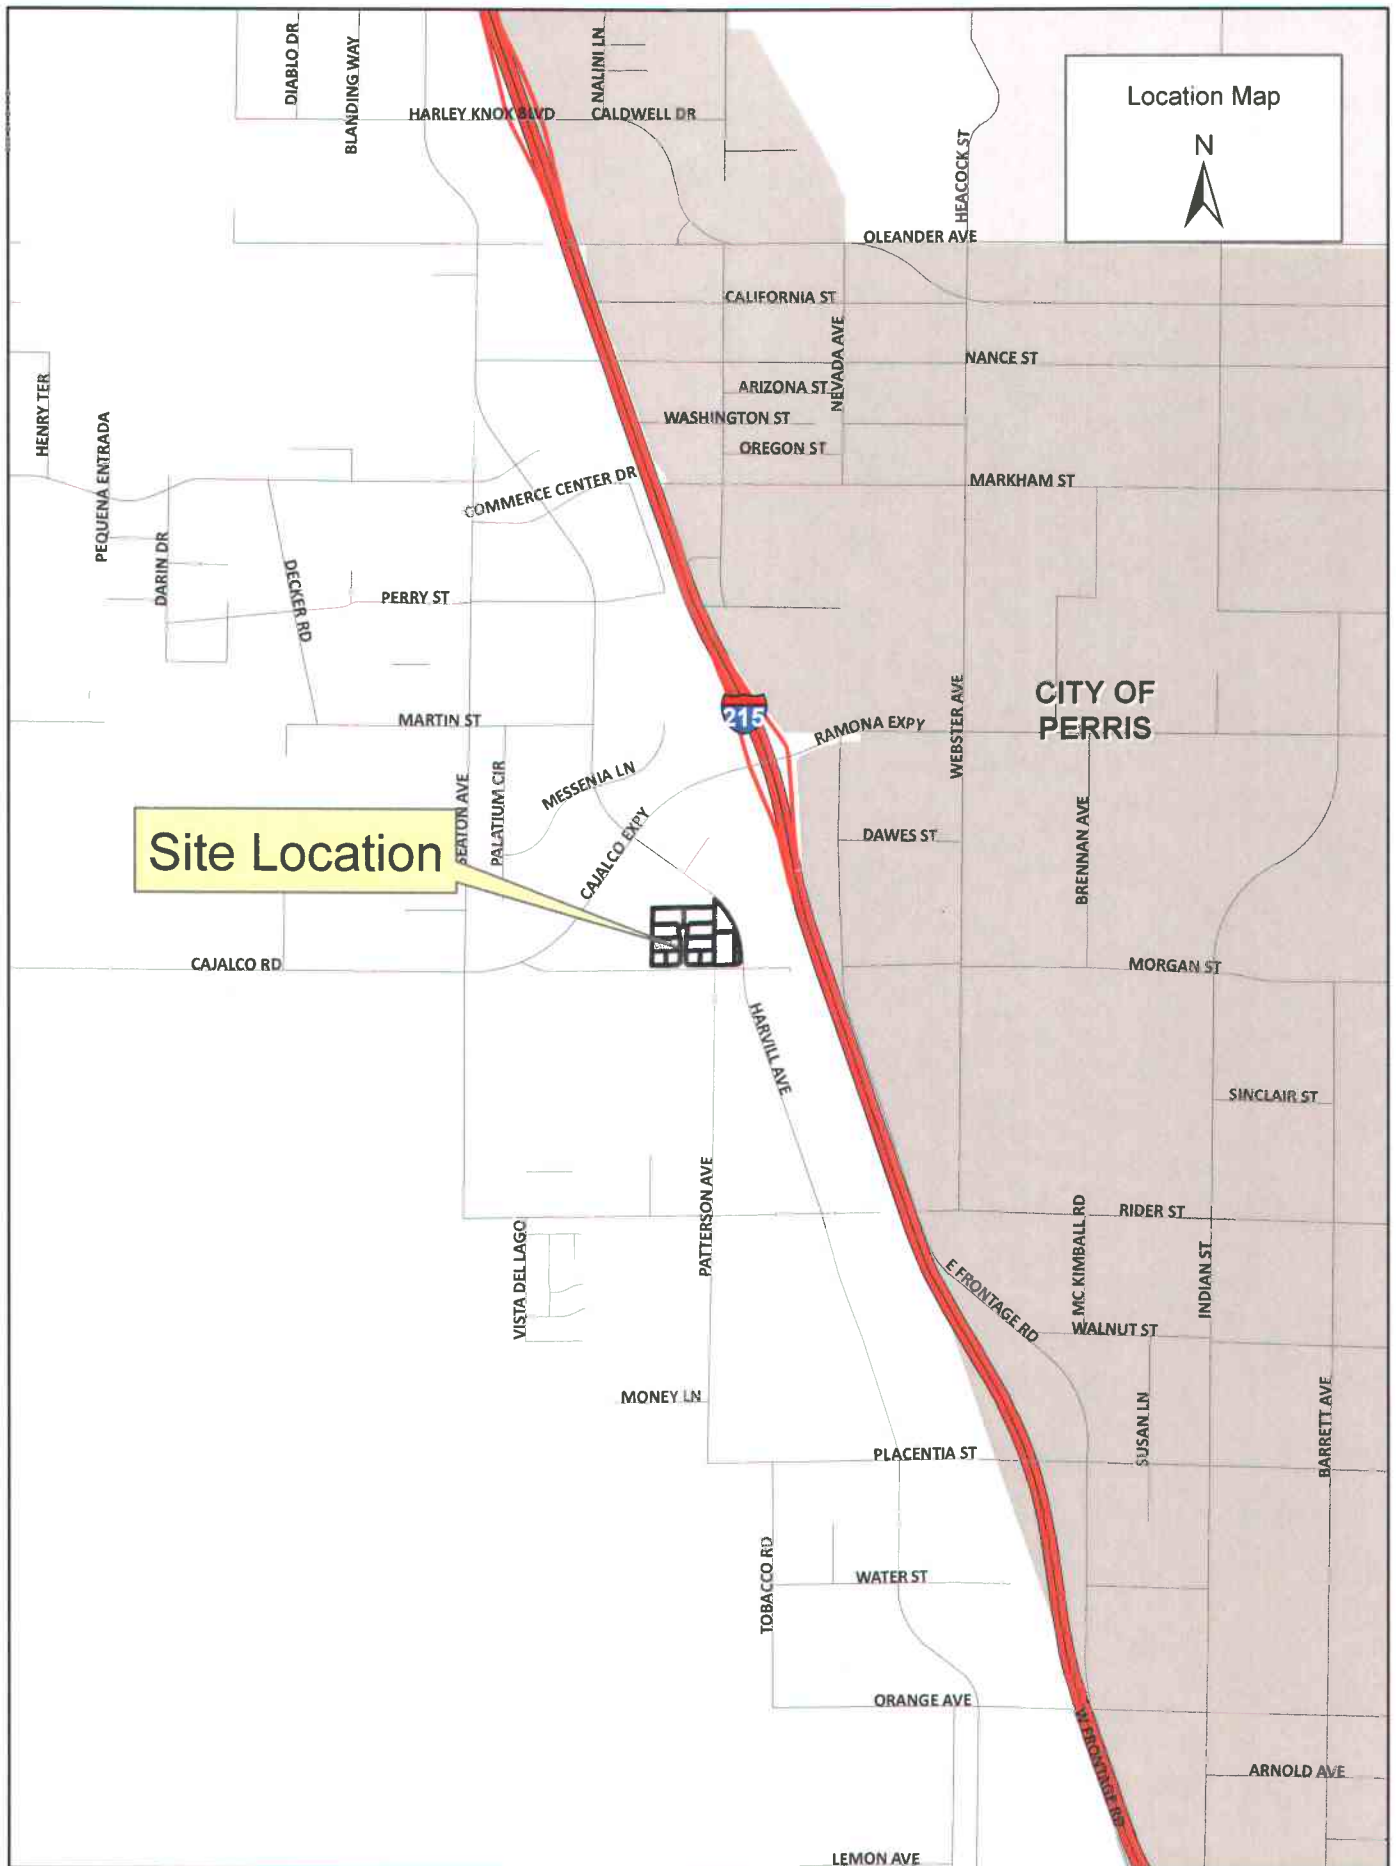 Location Map
N
DIABLO DR
BLANDING WAY
NALINI LN
HARLEY KNOX BLVD
CALDWELL DR
HEACOCK ST
OLEANDER AVE
CALIFORNIA ST
NEVADA AVE
NANCE ST
ARIZONA ST
WASHINGTON ST
OREGON ST
HENRY TER
PEQUENA ENTRADA
COMMERCE CENTER DR
MARKHAM ST
DARIN DR
DECKER RD
PERRY ST
CITY OF
PERRIS
WEBSTER AVE
215
RAMONA EXPY
MARTIN ST
MESSENIA LN
SEATON AVE
PALATIUM CIR
CAJALCO EXPY
Site Location
DAWES ST
BRENNAN AVE
CAJALCO RD
MORGAN ST
HARVILL AVE
SINCLAIR ST
PATTERSON AVE
VISTA DEL LAGO
RIDER ST
MC KIMBALL RD
INDIAN ST
E FRONTAGE RD
WALNUT ST
MONEY LN
SUSAN LN
BARRETT AVE
PLACENTIA ST
TOBACCO RD
WATER ST
ORANGE AVE
W FRONTAGE RD
ARNOLD AVE
LEMON AVE